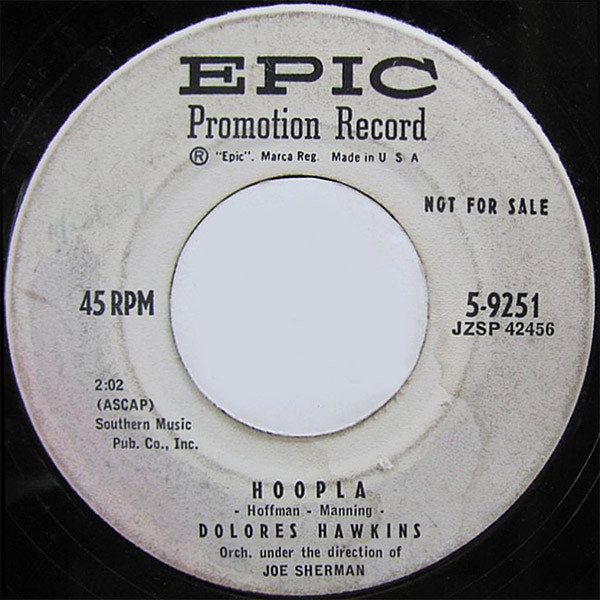 EPIC
Promotion Record
Ⓡ "Epic". Marca Reg. Made in U S A
NOT FOR SALE
45 RPM
5-9251
JZSP 42456
2:02
(ASCAP)
Southern Music
Pub. Co., Inc.
HOOPLA
- Hoffman - Manning -
DOLORES HAWKINS
Orch. under the direction of
JOE SHERMAN